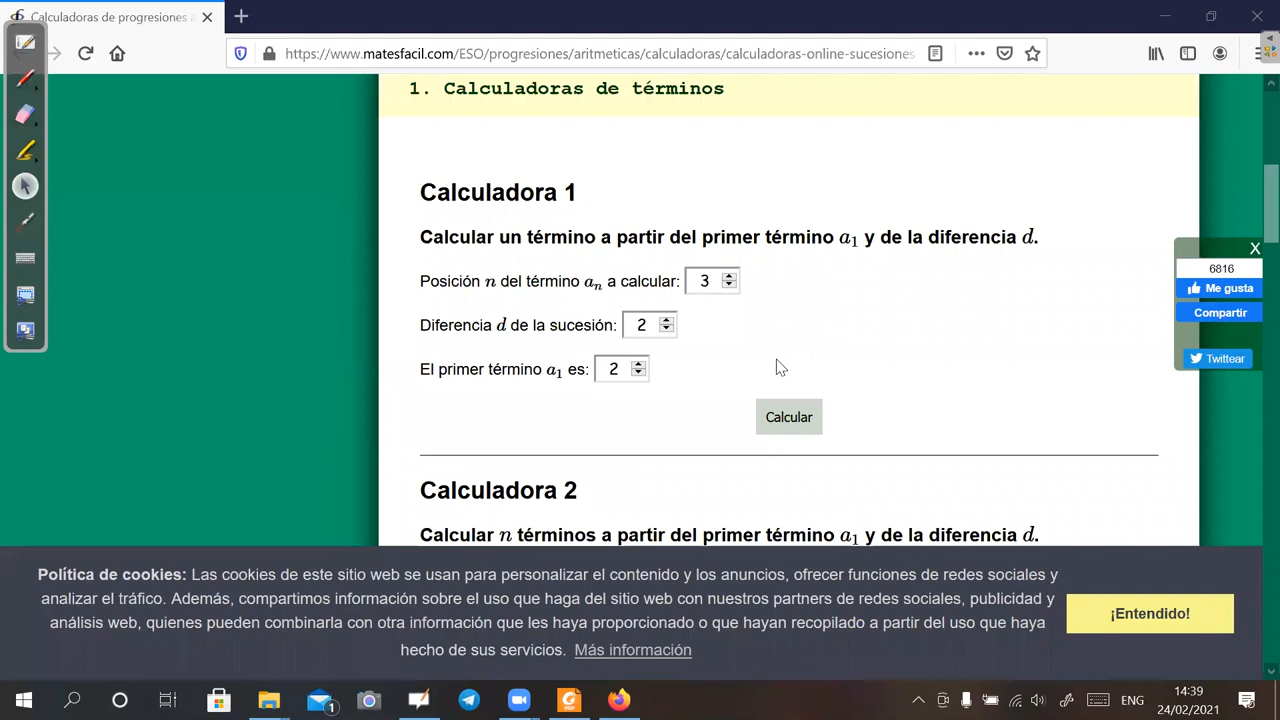 Calculadoras de progresiones a
https://www.matesfacil.com/ESO/progresiones/aritmeticas/calculadoras/calculadoras-online-sucesiones
1. Calculadoras de términos
Calculadora 1
Calcular un término a partir del primer término a₁ y de la diferencia d.
Posición n del término aₙ a calcular: 3
Diferencia d de la sucesión: 2
El primer término a₁ es: 2
Calcular
X
6816
Me gusta
Compartir
Twittear
Calculadora 2
Calcular n términos a partir del primer término a₁ y de la diferencia d.
Política de cookies: Las cookies de este sitio web se usan para personalizar el contenido y los anuncios, ofrecer funciones de redes sociales y
analizar el tráfico. Además, compartimos información sobre el uso que haga del sitio web con nuestros partners de redes sociales, publicidad y
análisis web, quienes pueden combinarla con otra información que les haya proporcionado o que hayan recopilado a partir del uso que haya
hecho de sus servicios. Más información
¡Entendido!
1
PDF
ENG
14:39
24/02/2021